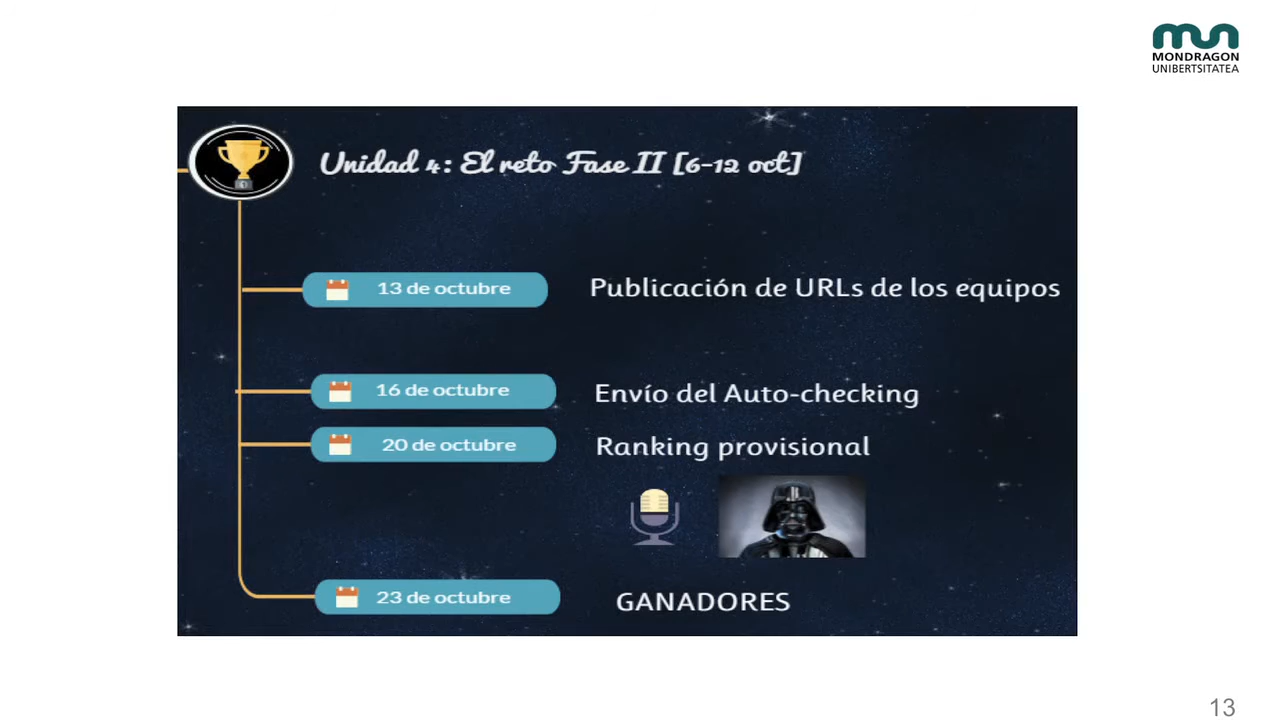 MONDRAGON
UNIBERTSITATEA
Unidad 4: El reto Fase II [6-12 oct]
13 de octubre
Publicación de URLs de los equipos
16 de octubre
Envío del Auto-checking
20 de octubre
Ranking provisional
23 de octubre
GANADORES
13